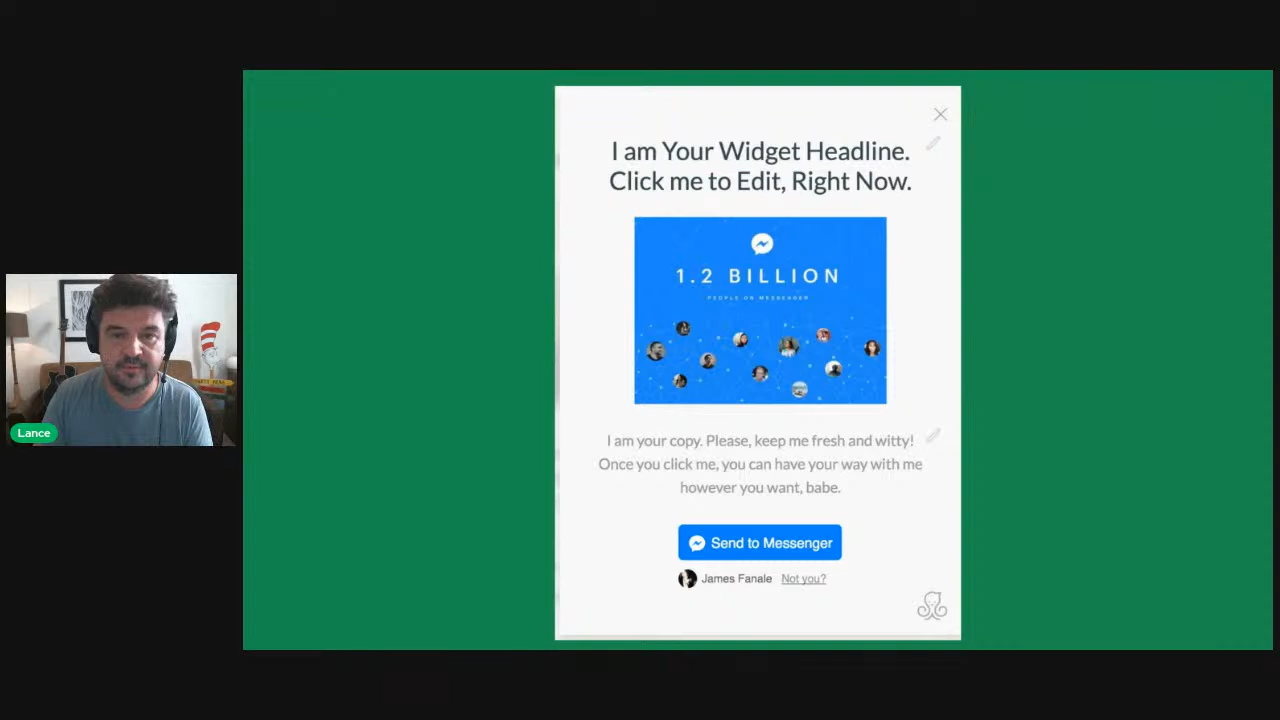 I am Your Widget Headline.
Click me to Edit, Right Now.
1.2 BILLION
PEOPLE ON MESSENGER
I am your copy. Please, keep me fresh and witty!
Once you click me, you can have your way with me
however you want, babe.
Send to Messenger
James Fanale Not you?
Lance